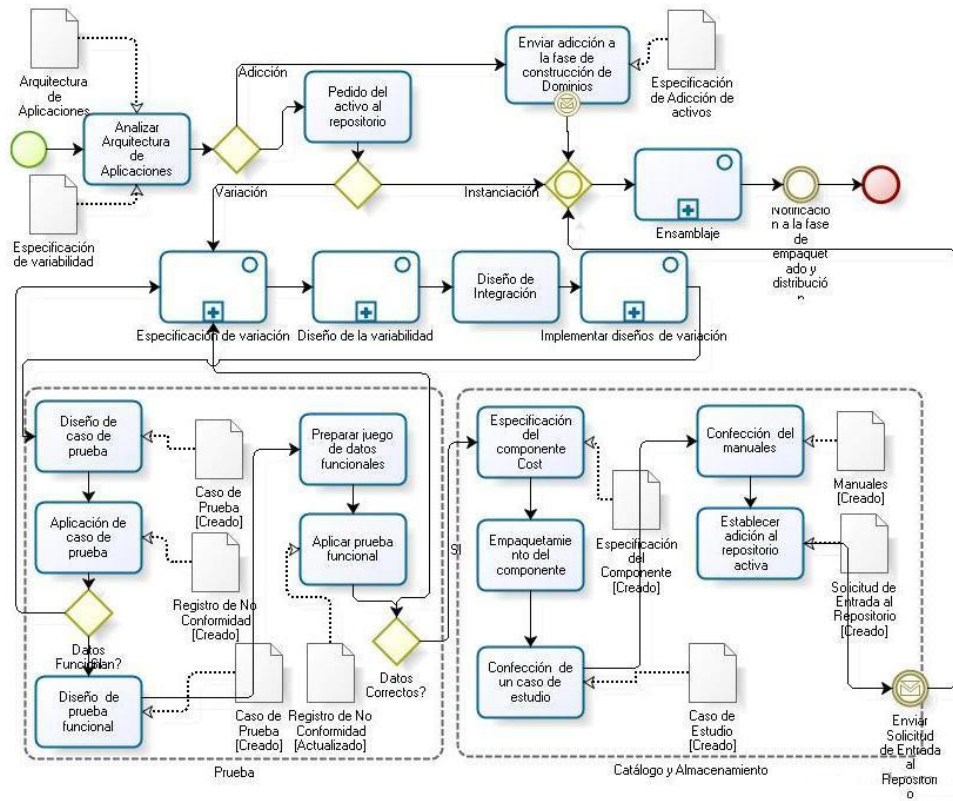 Arquitectura
de
Aplicaciones
Analizar
Arquitectura
de
Aplicaciones
Especificación
de variabilidad
Adicción
Pedido del
activo al
repositorio
Enviar adicción a
la fase de
construcción de
Dominios
Especificación
de Adicción de
activos
Variación
Instanciación
Ensamblaje
Notificació
n a la fase
de
empaquet
ado y
distribució
n
Especificación de variación
Diseño de la variabilidad
Diseño de
Integración
Implementar diseños de variación
Diseño de
caso de
prueba
Caso de
Prueba
[Creado]
Aplicación de
caso de
prueba
Registro de No
Conformidad
[Creado]
Datos
Funcionan?
Diseño de
prueba
funcional
Caso de
Prueba
[Creado]
Preparar juego
de datos
funcionales
Aplicar prueba
funcional
Registro de No
Conformidad
[Actualizado]
Datos
Correctos?
SI
Prueba
Especificación
del
componente
Cost
Especificación
del
Componente
[Creado]
Empaquetamie
nto del
componente
Confección de
un caso de
estudio
Caso de
Estudio
[Creado]
Confección del
manuales
Manuales
[Creado]
Establecer
adición al
repositorio
activa
Solicitud de
Entrada al
Repositorio
[Creado]
Enviar
Solicitud
de Entrada
al
Repositori
o
Catálogo y Almacenamiento